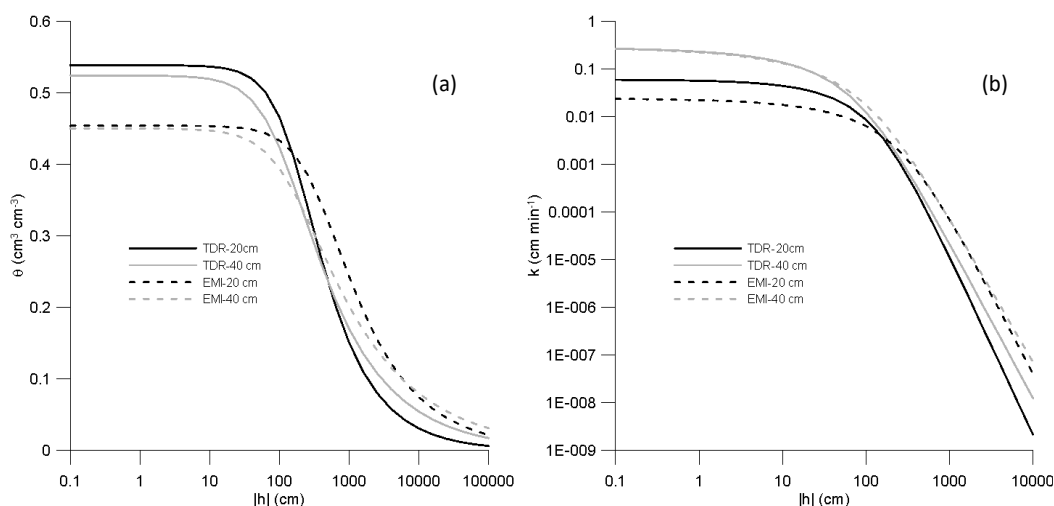 0.6
0.5
0.4
0.3
0.2
0.1
0
θ (cm³ cm⁻³)
(a)
TDR-20cm
TDR-40 cm
EMI-20 cm
EMI-40 cm
0.1 1 10 100 1000 10000 100000
|h| (cm)
1
0.1
0.01
0.001
0.0001
1E-005
1E-006
1E-007
1E-008
1E-009
k (cm min⁻¹)
(b)
TDR-20cm
TDR-40 cm
EMI-20 cm
EMI-40 cm
0.1 1 10 100 1000 10000
|h| (cm)